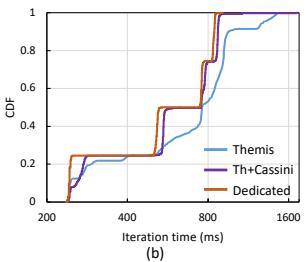 1
0.8
0.6
0.4
0.2
0
CDF
Themis
Th+Cassini
Dedicated
200 400 800 1600
Iteration time (ms)
(b)